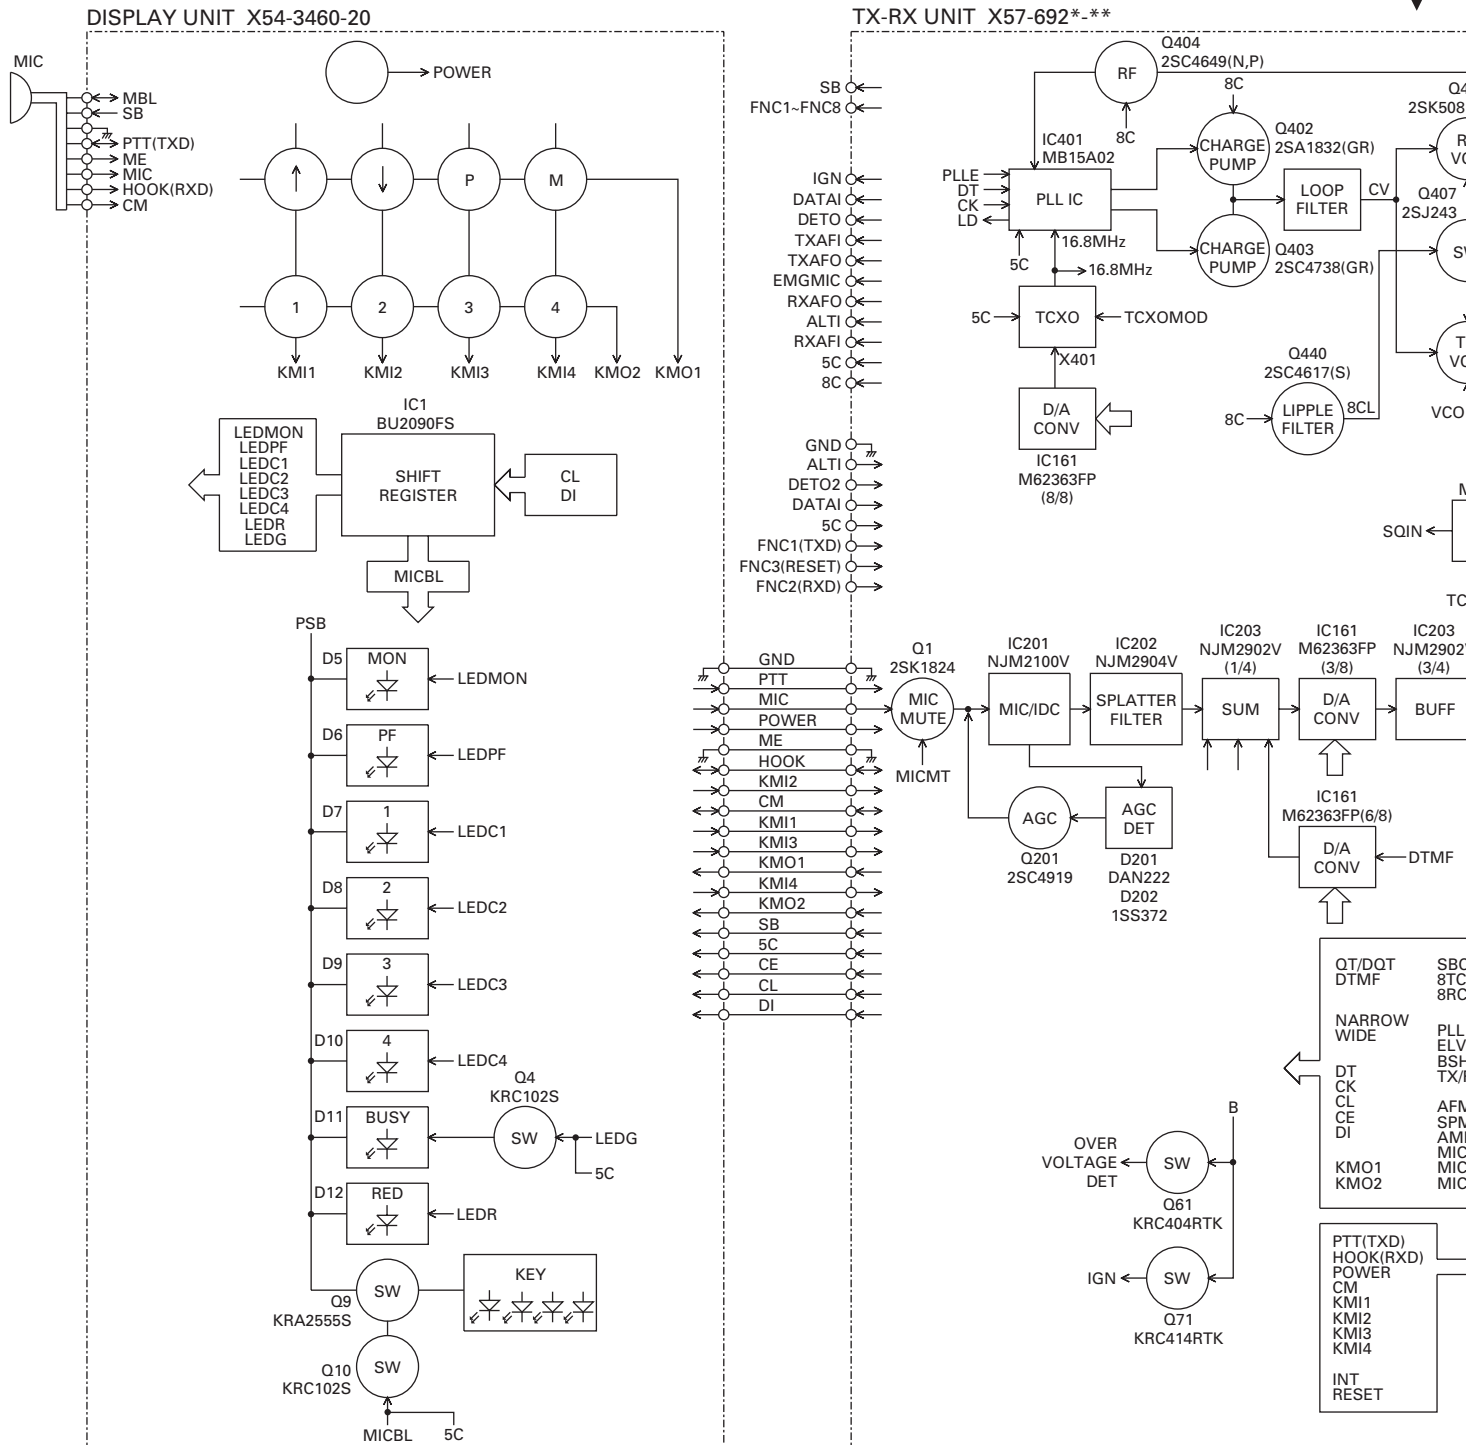 DISPLAY UNIT X54-3460-20
MIC
POWER
MBL
SB
PTT(TXD)
ME
MIC
HOOK(RXD)
CM
P
M
1
2
3
4
KMI1
KMI2
KMI3
KMI4
KMO2
KMO1
IC1
BU2090FS
LEDMON
LEDPF
LEDC1
LEDC2
LEDC3
LEDC4
LEDR
LEDG
SHIFT
REGISTER
CL
DI
MICBL
PSB
D5
MON
LEDMON
D6
PF
LEDPF
D7
1
LEDC1
D8
2
LEDC2
D9
3
LEDC3
D10
4
LEDC4
Q4
KRC102S
D11
BUSY
SW
LEDG
5C
D12
RED
LEDR
KEY
SW
Q9
KRA2555S
SW
Q10
KRC102S
MICBL
5C
GND
PTT
MIC
POWER
ME
HOOK
KMI2
CM
KMI1
KMI3
KMO1
KMI4
KMO2
SB
5C
CE
CL
DI
TX-RX UNIT X57-692*-**
SB
FNC1~FNC8
IGN
DATAI
DETO
TXAFI
TXAFO
EMGMIC
RXAFO
ALTI
RXAFI
5C
8C
GND
ALTI
DETO2
DATAI
5C
FNC1(TXD)
FNC3(RESET)
FNC2(RXD)
Q404
2SC4649(N,P)
RF
8C
8C
IC401
MB15A02
PLLE
DT
CK
LD
PLL IC
5C
16.8MHz
16.8MHz
CHARGE
PUMP
Q402
2SA1832(GR)
CHARGE
PUMP
Q403
2SC4738(GR)
LOOP
FILTER
CV
2SK508
Q407
2SJ243
5C
TCXO
TCXOMOD
X401
D/A
CONV
IC161
M62363FP
(8/8)
Q440
2SC4617(S)
8C
LIPPLE
FILTER
8CL
VCO
SQIN
TC
Q1
2SK1824
MIC
MUTE
MICMT
IC201
NJM2100V
MIC/IDC
IC202
NJM2904V
SPLATTER
FILTER
IC203
NJM2902V
(1/4)
SUM
IC161
M62363FP
(3/8)
D/A
CONV
IC203
NJM2902
(3/4)
BUFF
AGC
Q201
2SC4919
AGC
DET
D201
DAN222
D202
1SS372
IC161
M62363FP(6/8)
D/A
CONV
DTMF
QT/DQT
DTMF
NARROW
WIDE
DT
CK
CL
CE
DI
KMO1
KMO2
8TC
PLL
ELV
BSH
MIC
MIC
MIC
B
OVER
VOLTAGE
DET
SW
Q61
KRC404RTK
IGN
SW
Q71
KRC414RTK
PTT(TXD)
HOOK(RXD)
POWER
CM
KMI1
KMI2
KMI3
KMI4
INT
RESET